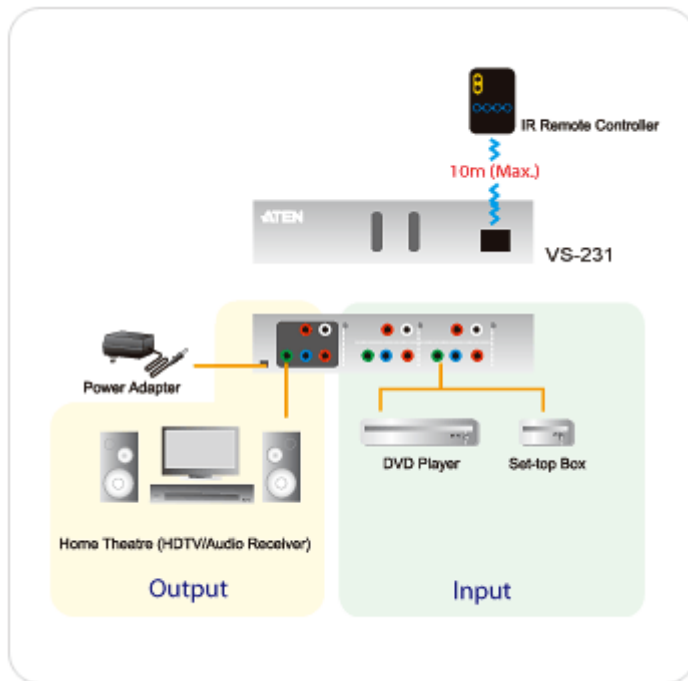 IR Remote Controller
10m (Max.)
ATEN
VS-231
Power Adapter
DVD Player
Set-top Box
Home Theatre (HDTV/Audio Receiver)
Output
Input